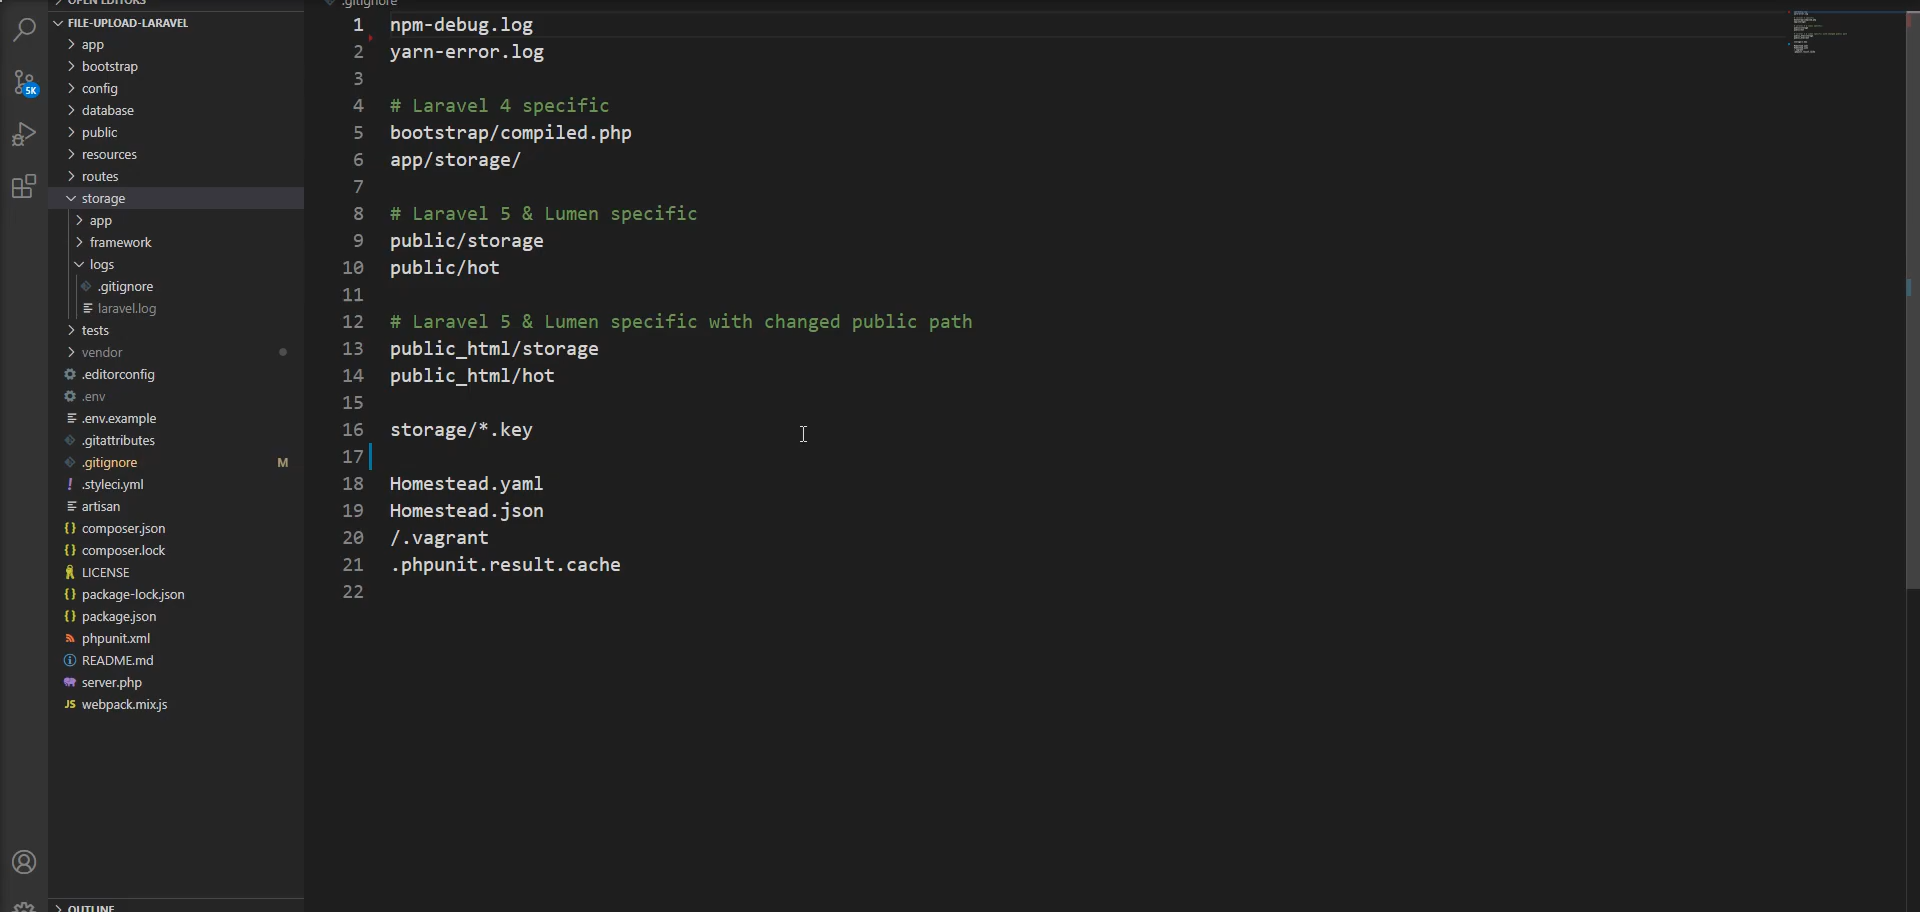 OPEN EDITORS
FILE-UPLOAD-LARAVEL
app
bootstrap
config
database
public
resources
routes
storage
app
framework
logs
.gitignore
laravel.log
tests
vendor
.editorconfig
.env
.env.example
.gitattributes
.gitignore M
.styleci.yml
artisan
composer.json
composer.lock
LICENSE
package-lock.json
package.json
phpunit.xml
README.md
server.php
JS webpack.mix.js
OUTLINE
5K
.gitignore
1 npm-debug.log
2 yarn-error.log
3
4 # Laravel 4 specific
5 bootstrap/compiled.php
6 app/storage/
7
8 # Laravel 5 & Lumen specific
9 public/storage
10 public/hot
11
12 # Laravel 5 & Lumen specific with changed public path
13 public_html/storage
14 public_html/hot
15
16 storage/*.key
17
18 Homestead.yaml
19 Homestead.json
20 /.vagrant
21 .phpunit.result.cache
22